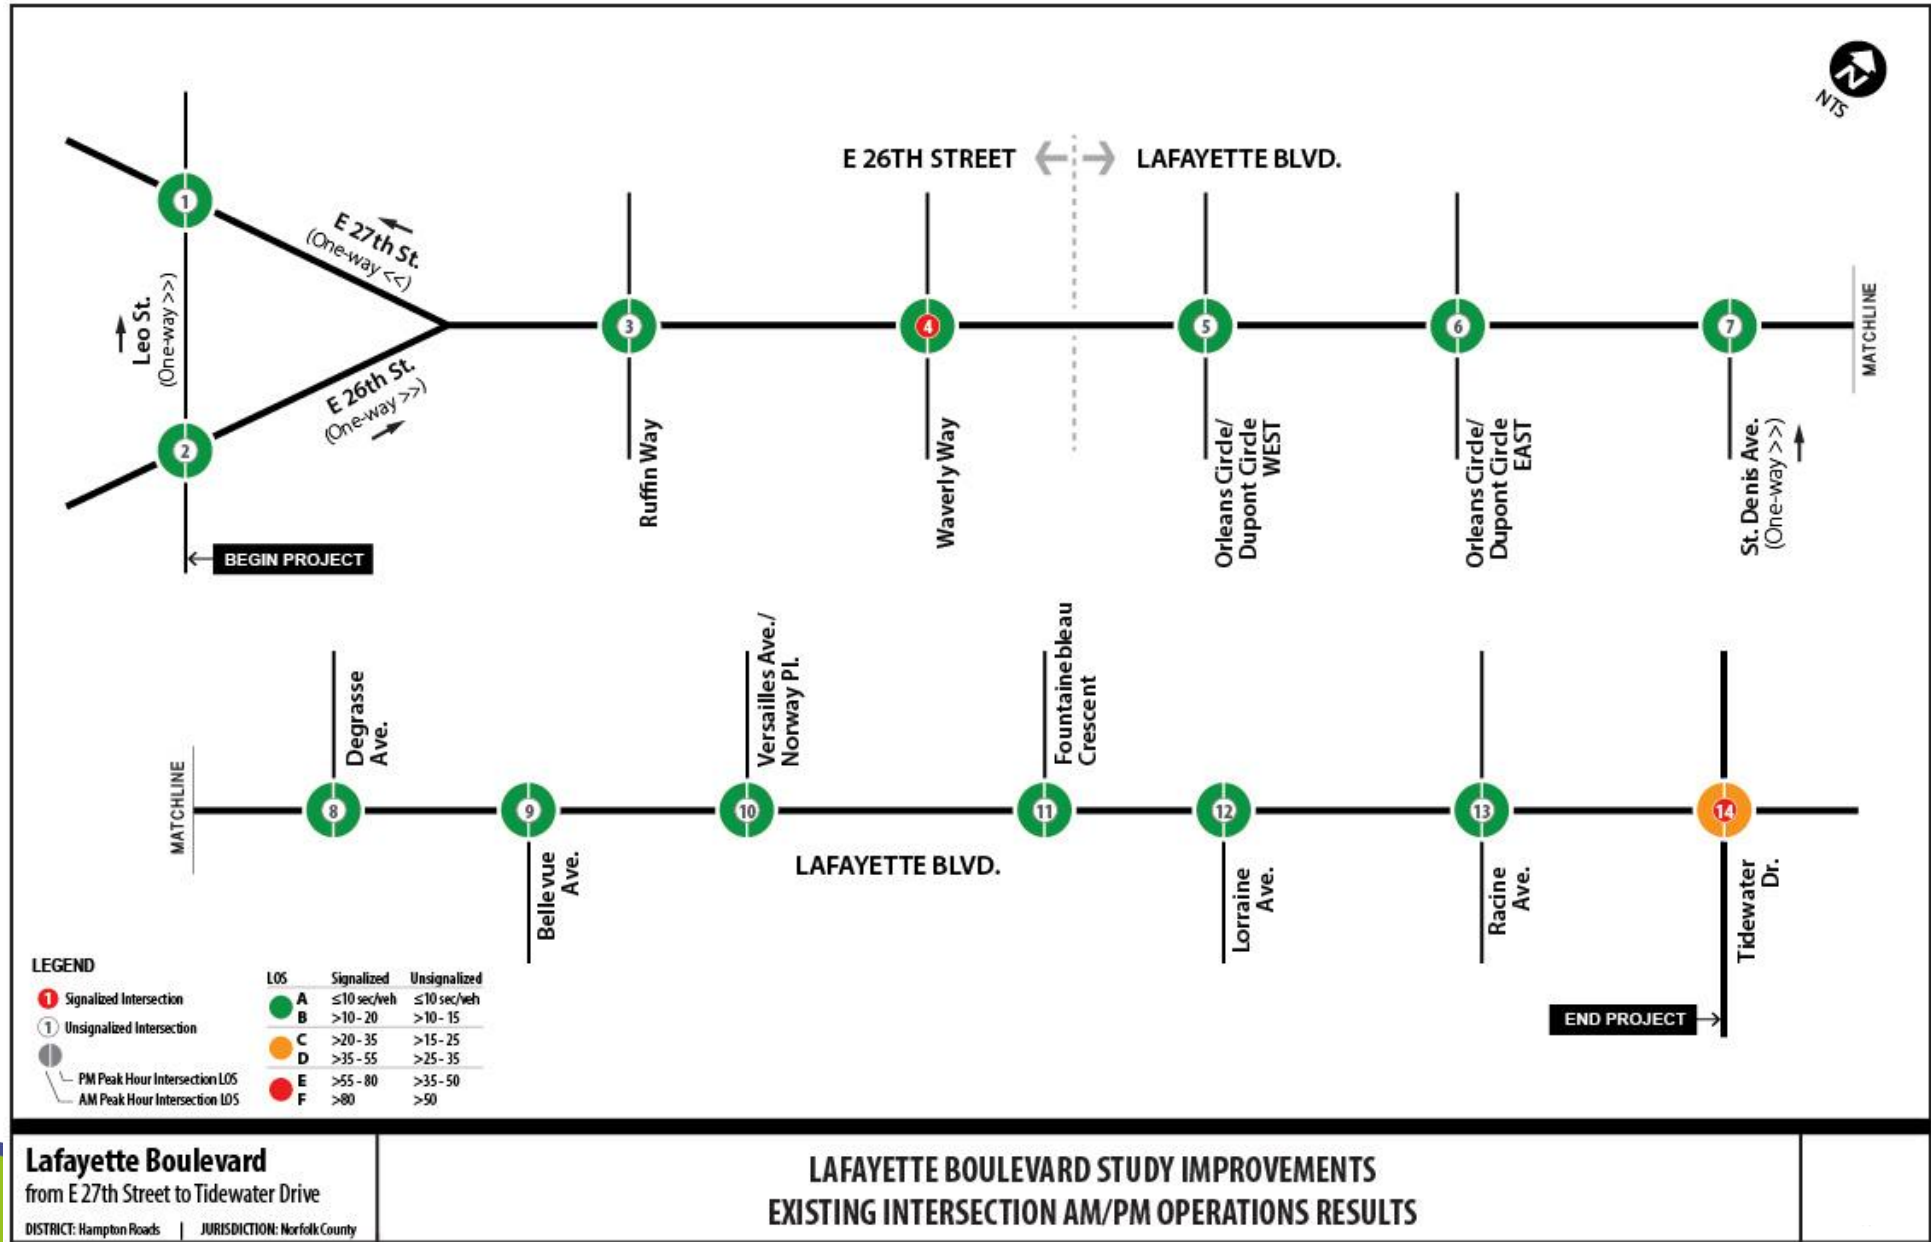 N
NTS
E 26TH STREET
LAFAYETTE BLVD.
1
E 27th St.
(One-way <<)
Leo St.
(One-way >>)
E 26th St.
(One-way >>)
2
BEGIN PROJECT
3
4
5
6
7
MATCHLINE
Ruffin Way
Waverly Way
Orleans Circle/
Dupont Circle
WEST
Orleans Circle/
Dupont Circle
EAST
St. Denis Ave.
(One-way >>)
MATCHLINE
Degrasse
Ave.
Versailles Ave./
Norway Pl.
Fountainebleau
Crescent
8
9
10
11
12
13
14
LAFAYETTE BLVD.
Bellevue
Ave.
Lorraine
Ave.
Racine
Ave.
Tidewater
Dr.
END PROJECT
LEGEND
1 Signalized Intersection
1 Unsignalized Intersection
PM Peak Hour Intersection LOS
AM Peak Hour Intersection LOS
LOS Signalized Unsignalized
A ≤10 sec/veh ≤10 sec/veh
B >10 - 20 >10 - 15
C >20 - 35 >15 - 25
D >35 - 55 >25 - 35
E >55 - 80 >35 - 50
F >80 >50
Lafayette Boulevard
from E 27th Street to Tidewater Drive
DISTRICT: Hampton Roads | JURISDICTION: Norfolk County
LAFAYETTE BOULEVARD STUDY IMPROVEMENTS
EXISTING INTERSECTION AM/PM OPERATIONS RESULTS